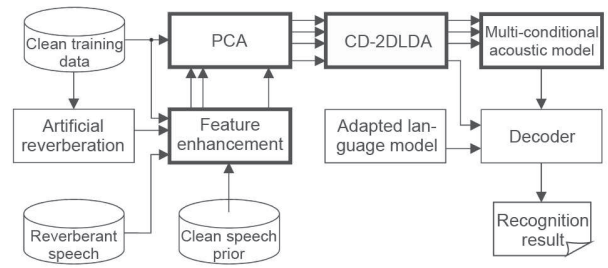 Clean training
data
PCA
CD-2DLDA
Multi-conditional
acoustic model
Artificial
reverberation
Feature
enhancement
Adapted lan-
guage model
Decoder
Reverberant
speech
Clean speech
prior
Recognition
result